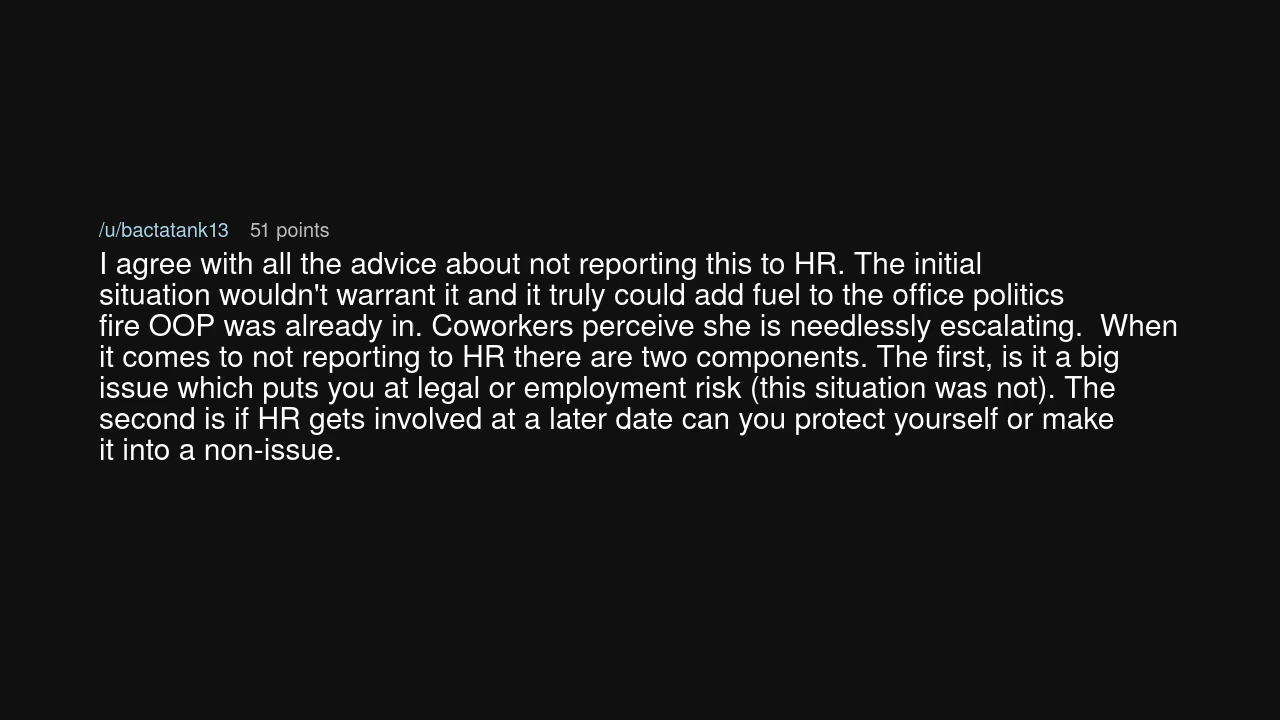 /u/bactatank13 51 points
I agree with all the advice about not reporting this to HR. The initial
situation wouldn't warrant it and it truly could add fuel to the office politics
fire OOP was already in. Coworkers perceive she is needlessly escalating.  When
it comes to not reporting to HR there are two components. The first, is it a big
issue which puts you at legal or employment risk (this situation was not). The
second is if HR gets involved at a later date can you protect yourself or make
it into a non-issue.